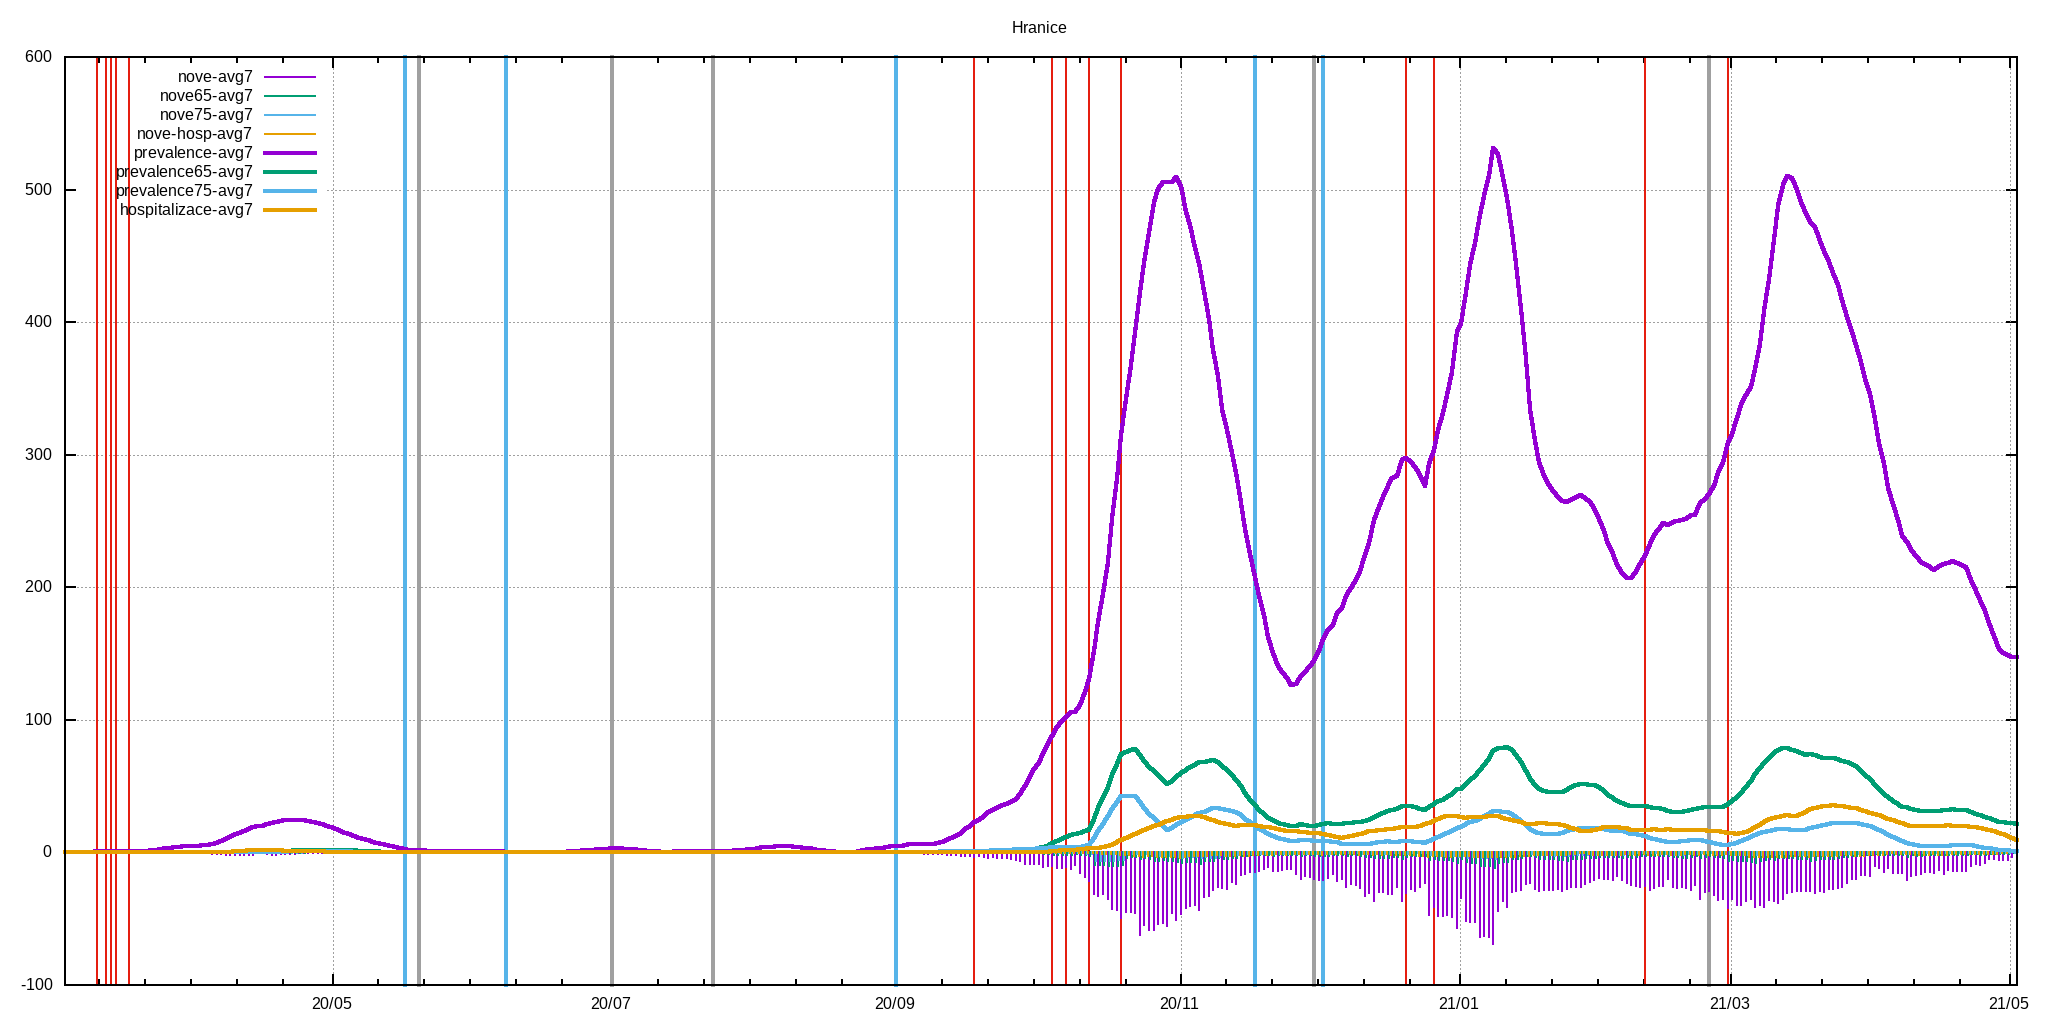 Hranice
600
500
400
300
200
100
0
-100
nove-avg7
nove65-avg7
nove75-avg7
nove-hosp-avg7
prevalence-avg7
prevalence65-avg7
prevalence75-avg7
hospitalizace-avg7
20/05
20/07
20/09
20/11
21/01
21/03
21/05